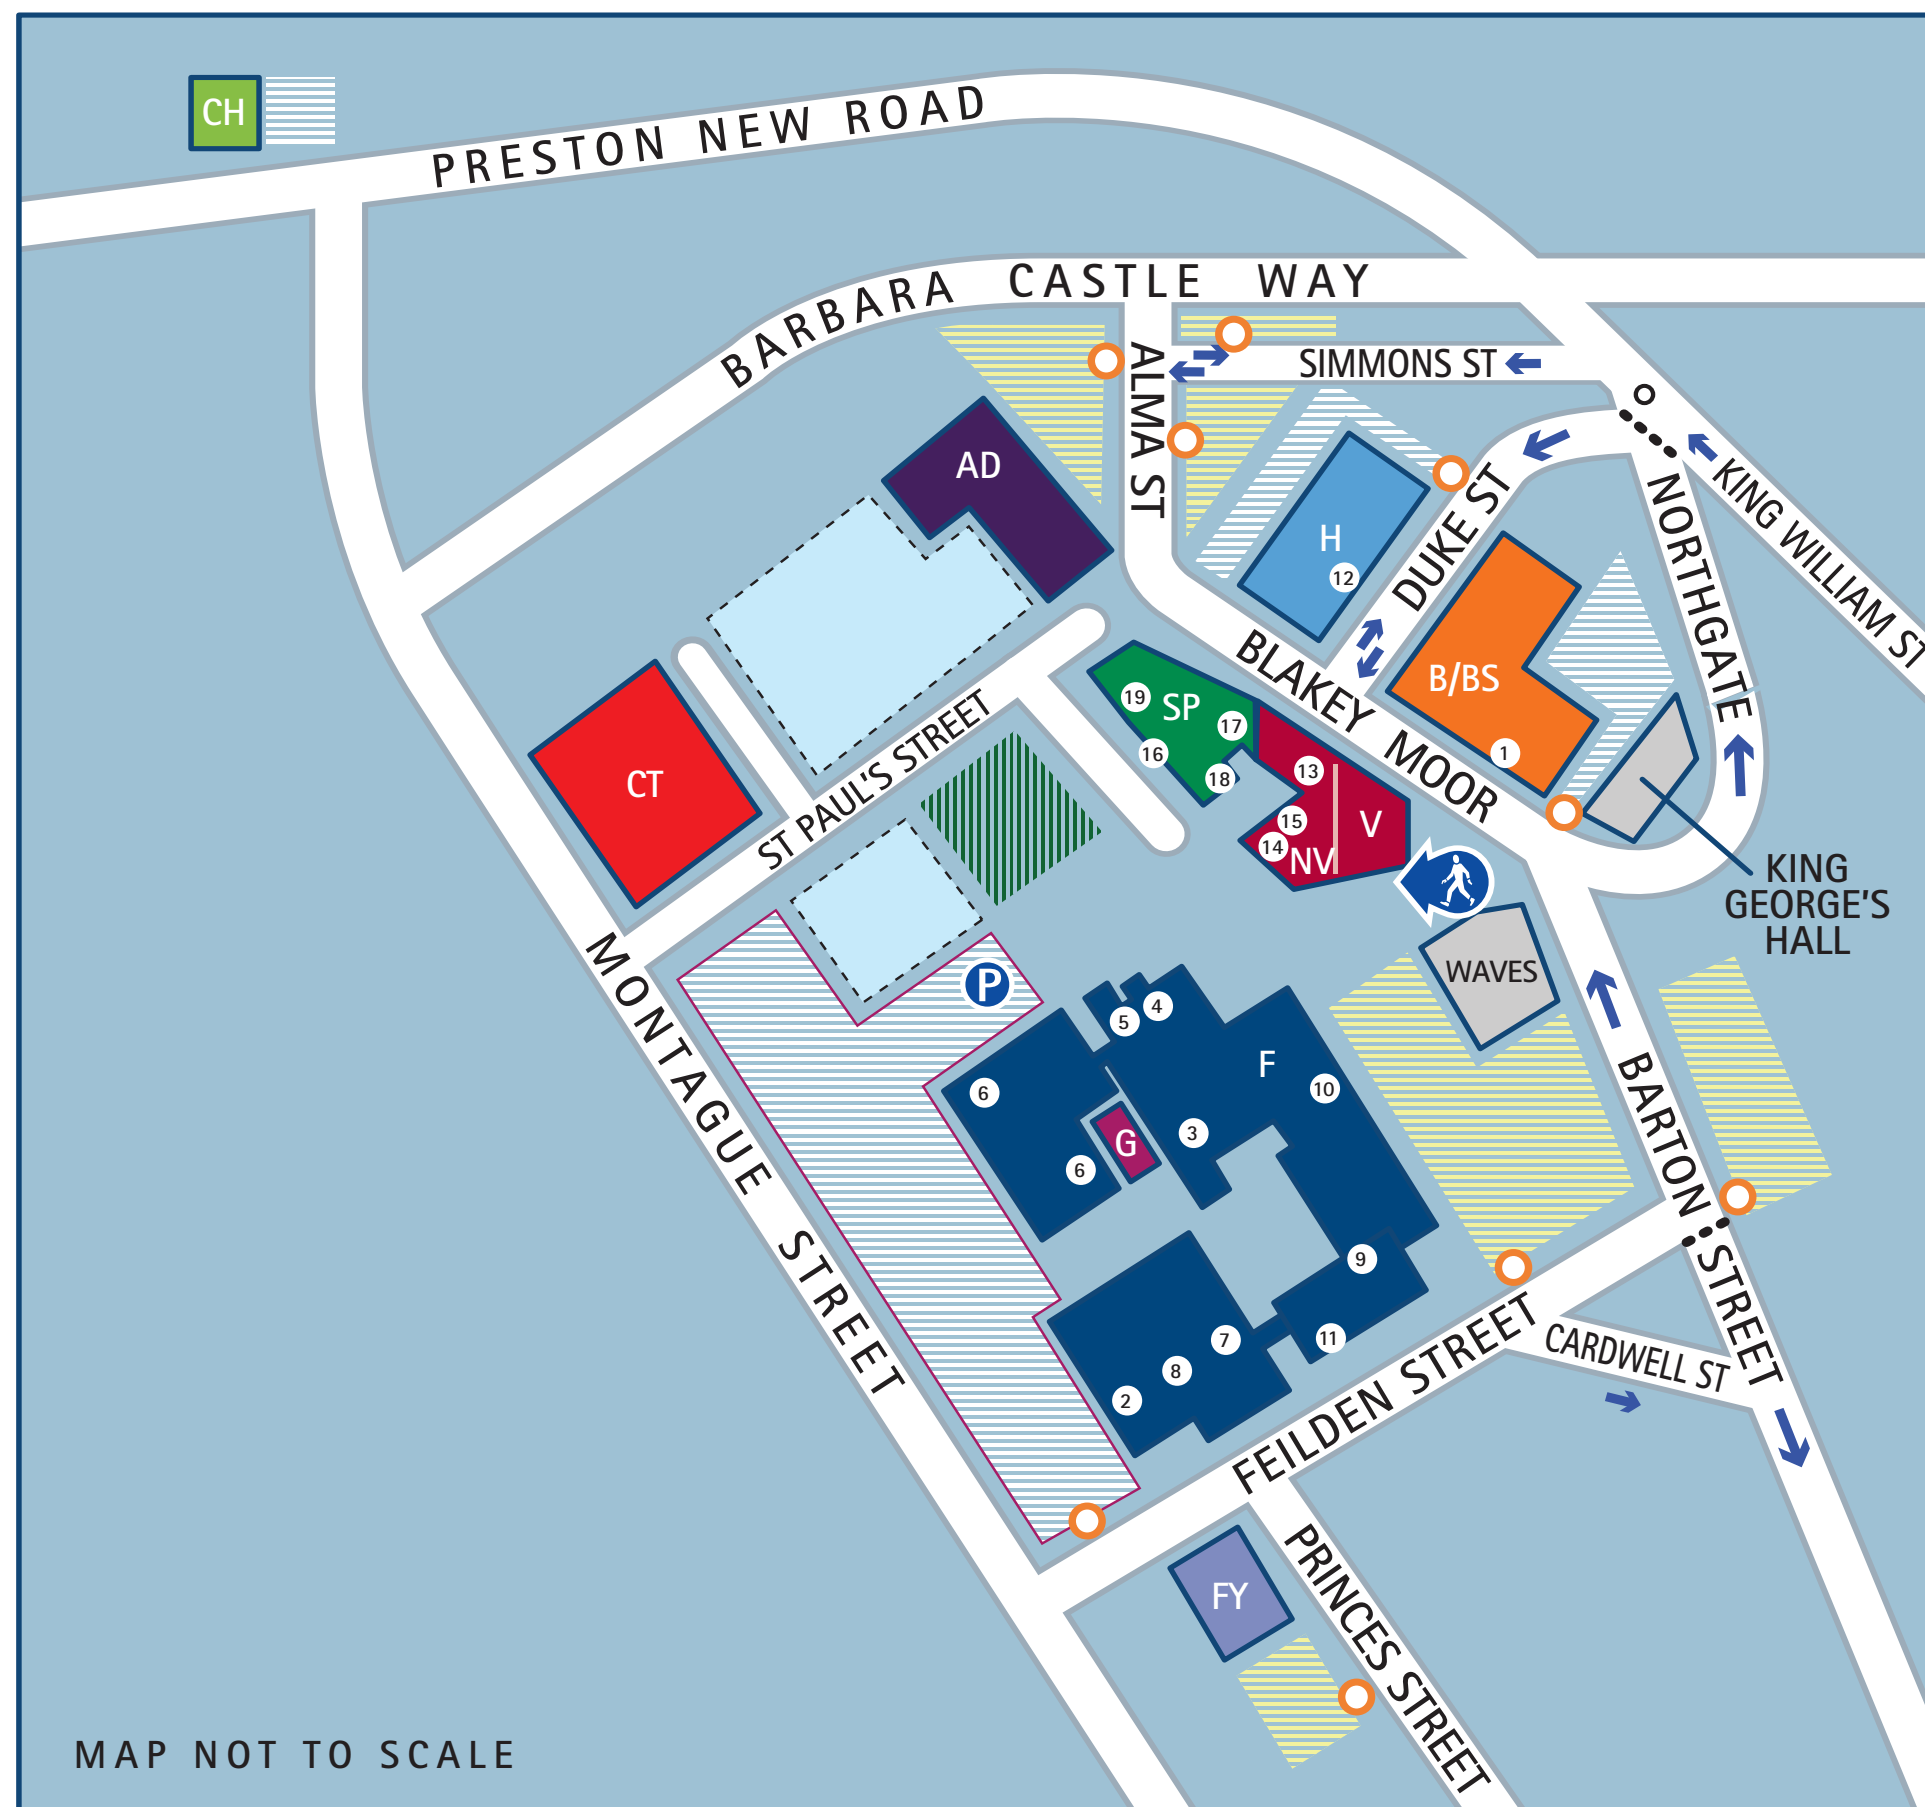 CH
PRESTON NEW ROAD
BARBARA CASTLE WAY
ALMA ST
SIMMONS ST
AD
H
12
DUKE ST
NORTHGATE
KING WILLIAM ST
BLAKEY MOOR
B/BS
1
CT
ST PAUL'S STREET
19
SP
17
16
18
13
15
14
NV
V
KING
GEORGE'S
HALL
WAVES
P
MONTAGUE STREET
5
4
F
6
10
G
3
6
BARTON STREET
9
7
11
8
2
FEILDEN STREET
CARDWELL ST
FY
PRINCES STREET
MAP NOT TO SCALE